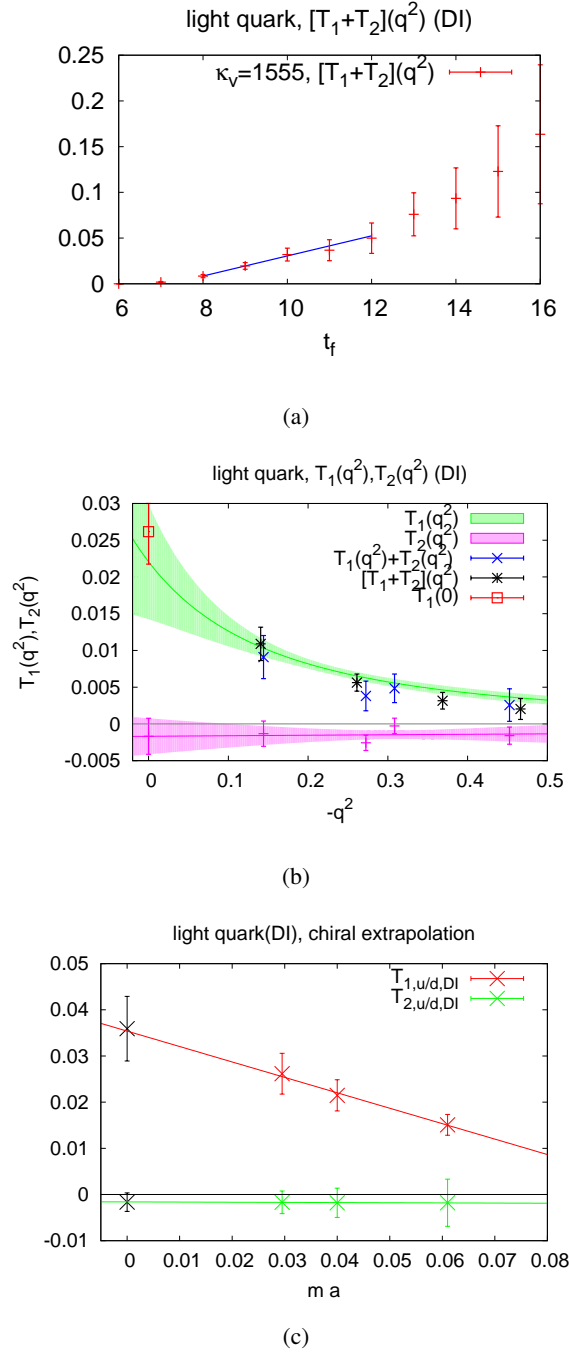 light quark, [T₁+T₂](q²) (DI)
κᵥ=1555, [T₁+T₂](q²)
0.25
0.2
0.15
0.1
0.05
0
6 8 10 12 14 16
t_f
(a)
light quark, T₁(q²),T₂(q²) (DI)
T₁(q²),T₂(q²)
0.03
0.025
0.02
0.015
0.01
0.005
0
-0.005
T₁(q²)
T₂(q²)
T₁(q²)+T₂(q²)
[T₁+T₂](q²)
T₁(0)
0 0.1 0.2 0.3 0.4 0.5
-q²
(b)
light quark(DI), chiral extrapolation
0.05
0.04
0.03
0.02
0.01
0
-0.01
T₁,u/d,DI
T₂,u/d,DI
0 0.01 0.02 0.03 0.04 0.05 0.06 0.07 0.08
m a
(c)